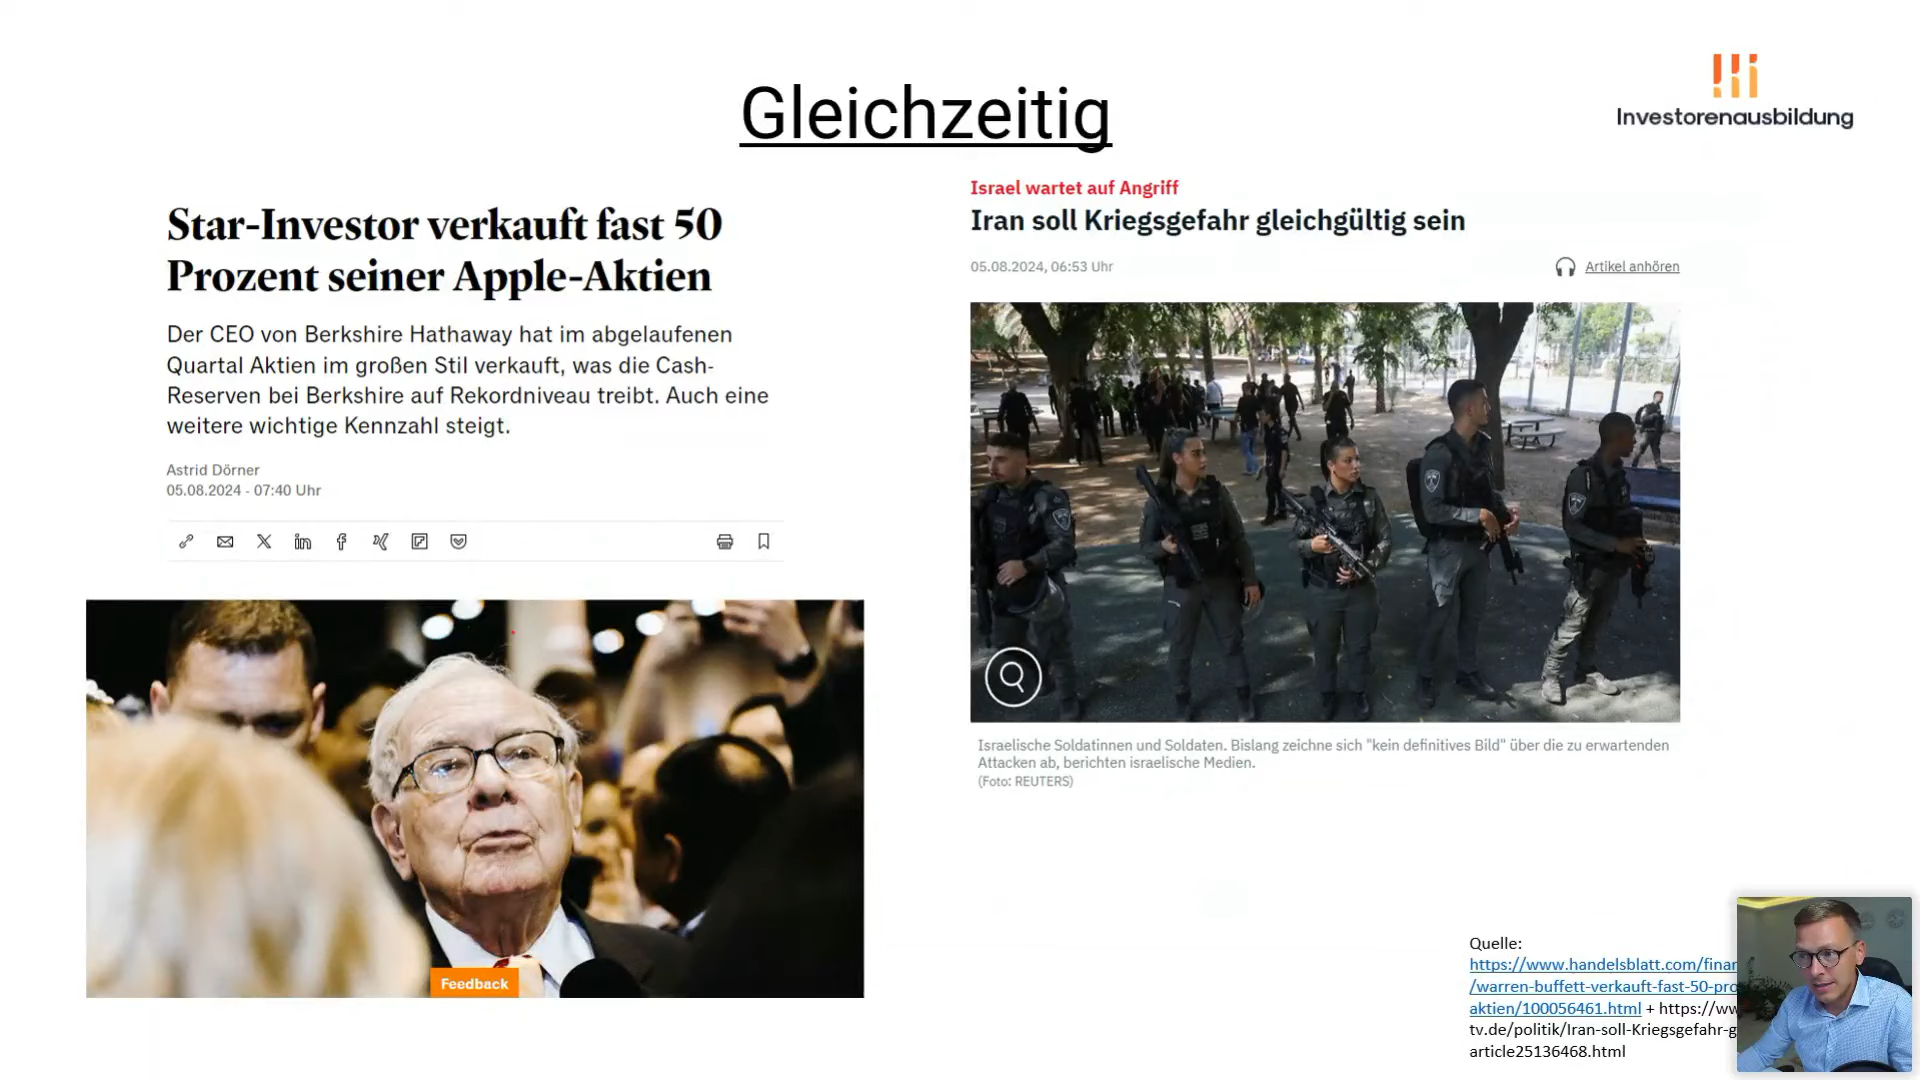 Gleichzeitig
Investorenausbildung
Star-Investor verkauft fast 50
Prozent seiner Apple-Aktien
Der CEO von Berkshire Hathaway hat im abgelaufenen
Quartal Aktien im großen Stil verkauft, was die Cash-
Reserven bei Berkshire auf Rekordniveau treibt. Auch eine
weitere wichtige Kennzahl steigt.
Astrid Dörner
05.08.2024 - 07:40 Uhr
Feedback
Israel wartet auf Angriff
Iran soll Kriegsgefahr gleichgültig sein
05.08.2024, 06:53 Uhr
Artikel anhören
Israelische Soldatinnen und Soldaten. Bislang zeichne sich "kein definitives Bild" über die zu erwartenden
Attacken ab, berichten israelische Medien.
(Foto: REUTERS)
Quelle:
https://www.handelsblatt.com/finan
/warren-buffett-verkauft-fast-50-pro
aktien/100056461.html + https://ww
tv.de/politik/Iran-soll-Kriegsgefahr-g
article25136468.html